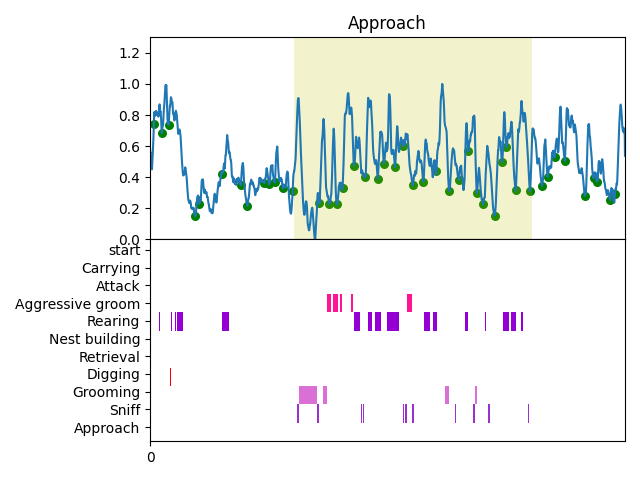 Approach
1.2
1.0
0.8
0.6
0.4
0.2
0.0
start
Carrying
Attack
Aggressive groom
Rearing
Nest building
Retrieval
Digging
Grooming
Sniff
Approach
0